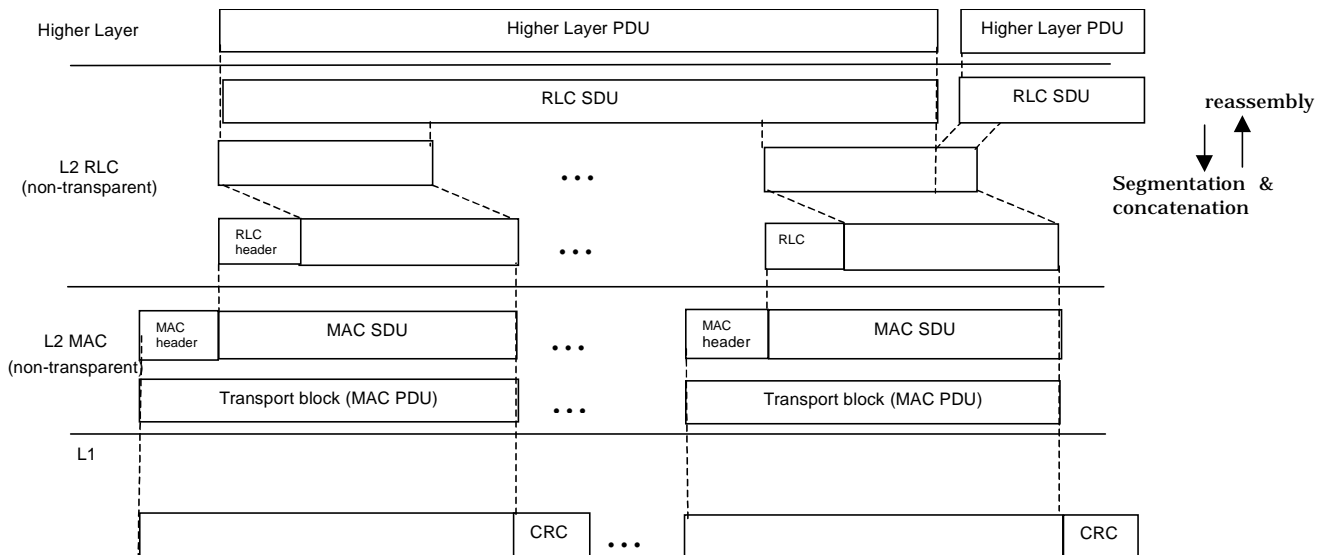 Higher Layer
Higher Layer PDU
Higher Layer PDU
RLC SDU
RLC SDU
reassembly
L2 RLC
(non-transparent)
...
Segmentation &
concatenation
RLC
header
...
RLC
L2 MAC
(non-transparent)
MAC
header
MAC SDU
...
MAC
header
MAC SDU
Transport block (MAC PDU)
...
Transport block (MAC PDU)
L1
CRC
...
CRC